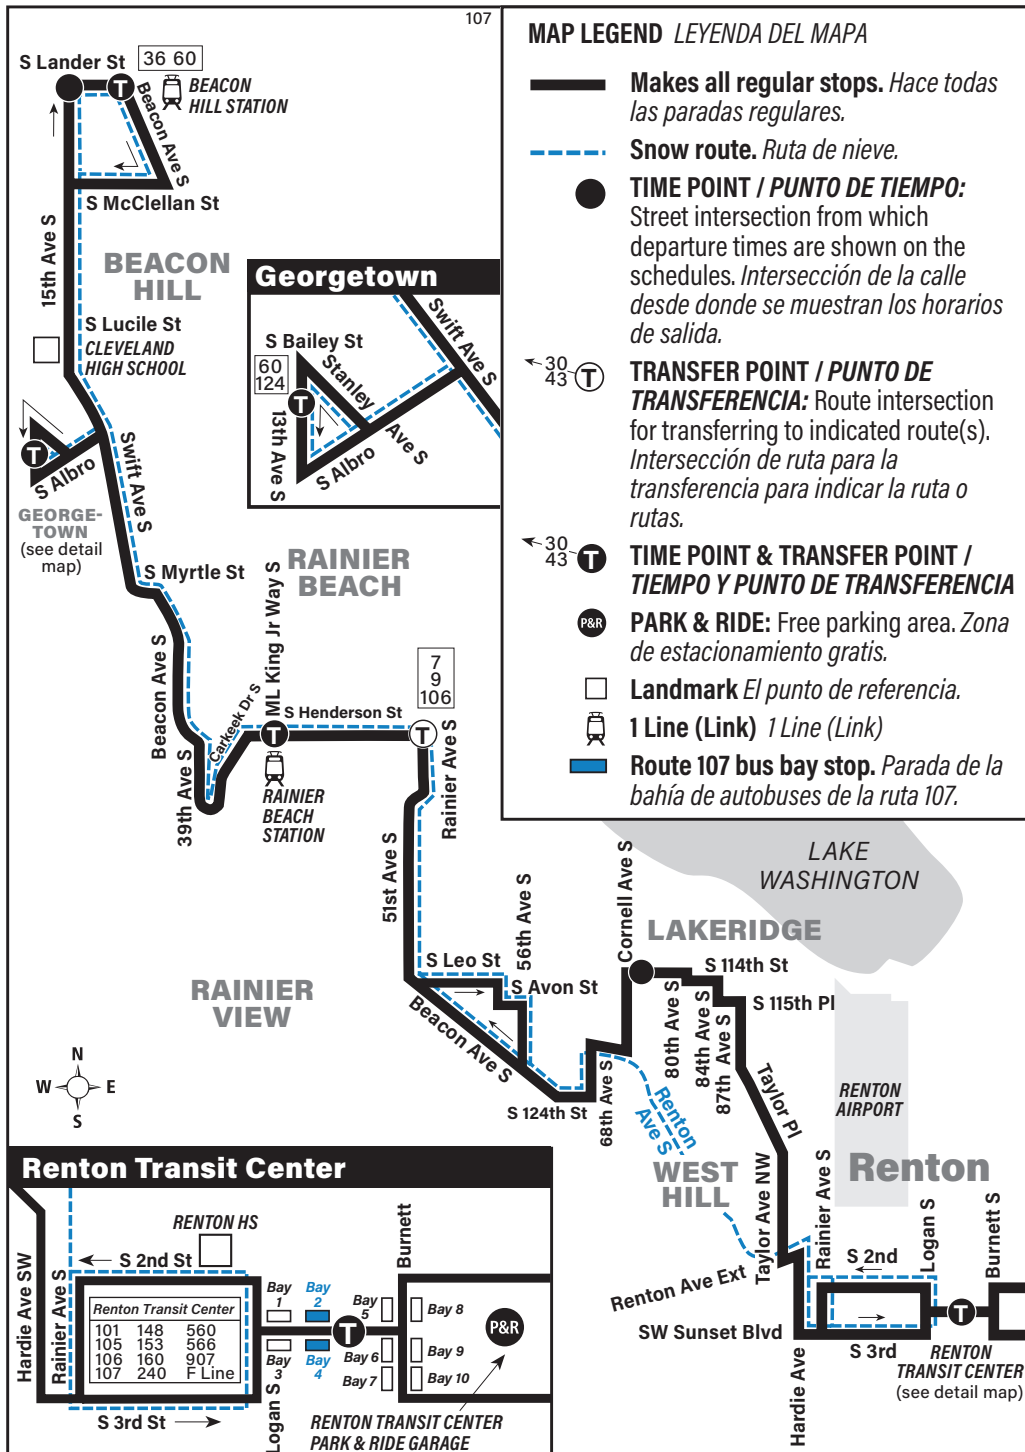 107
MAP LEGEND LEYENDA DEL MAPA
Makes all regular stops. Hace todas
las paradas regulares.
Snow route. Ruta de nieve.
TIME POINT / PUNTO DE TIEMPO:
Street intersection from which
departure times are shown on the
schedules. Intersección de la calle
desde donde se muestran los horarios
de salida.
30
43
T
TRANSFER POINT / PUNTO DE
TRANSFERENCIA: Route intersection
for transferring to indicated route(s).
Intersección de ruta para la
transferencia para indicar la ruta o
rutas.
30
43
T
TIME POINT & TRANSFER POINT /
TIEMPO Y PUNTO DE TRANSFERENCIA
P&R
PARK & RIDE: Free parking area. Zona
de estacionamiento gratis.
Landmark El punto de referencia.
1 Line (Link) 1 Line (Link)
Route 107 bus bay stop. Parada de la
bahía de autobuses de la ruta 107.
S Lander St
36 60
T
BEACON
HILL STATION
Beacon Ave S
S McClellan St
15th Ave S
BEACON
HILL
S Lucile St
CLEVELAND
HIGH SCHOOL
T
S Albro
Swift Ave S
GEORGE-
TOWN
(see detail
map)
Georgetown
S Bailey St
60
124
T
Stanley
Ave S
13th Ave S
S Albro
Swift Ave S
S Myrtle St
RAINIER
BEACH
Beacon Ave S
39th Ave S
Carkeek Dr S
ML King Jr Way S
T
S Henderson St
7
9
106
T
RAINIER
BEACH
STATION
Rainier Ave S
51st Ave S
S Leo St
56th Ave S
S Avon St
Beacon Ave S
RAINIER
VIEW
S 124th St
68th Ave S
Cornell Ave S
LAKE
WASHINGTON
LAKERIDGE
S 114th St
80th Ave S
84th Ave S
S 115th Pl
87th Ave S
Taylor Pl
Renton
Ave S
WEST
HILL
RENTON
AIRPORT
Renton
Taylor Ave NW
Rainier Ave S
Renton Ave Ext
S 2nd
Logan S
Burnett S
SW Sunset Blvd
S 3rd
T
RENTON
TRANSIT CENTER
(see detail map)
Hardie Ave
N
W
E
S
Renton Transit Center
RENTON HS
S 2nd St
Hardie Ave SW
Rainier Ave S
Renton Transit Center
101 148 560
105 153 566
106 160 907
107 240 F Line
S 3rd St
Logan S
Bay
1
Bay
2
Bay
3
Bay
4
T
Bay
5
Bay 6
Bay 7
Burnett
Bay 8
Bay 9
Bay 10
P&R
RENTON TRANSIT CENTER
PARK & RIDE GARAGE